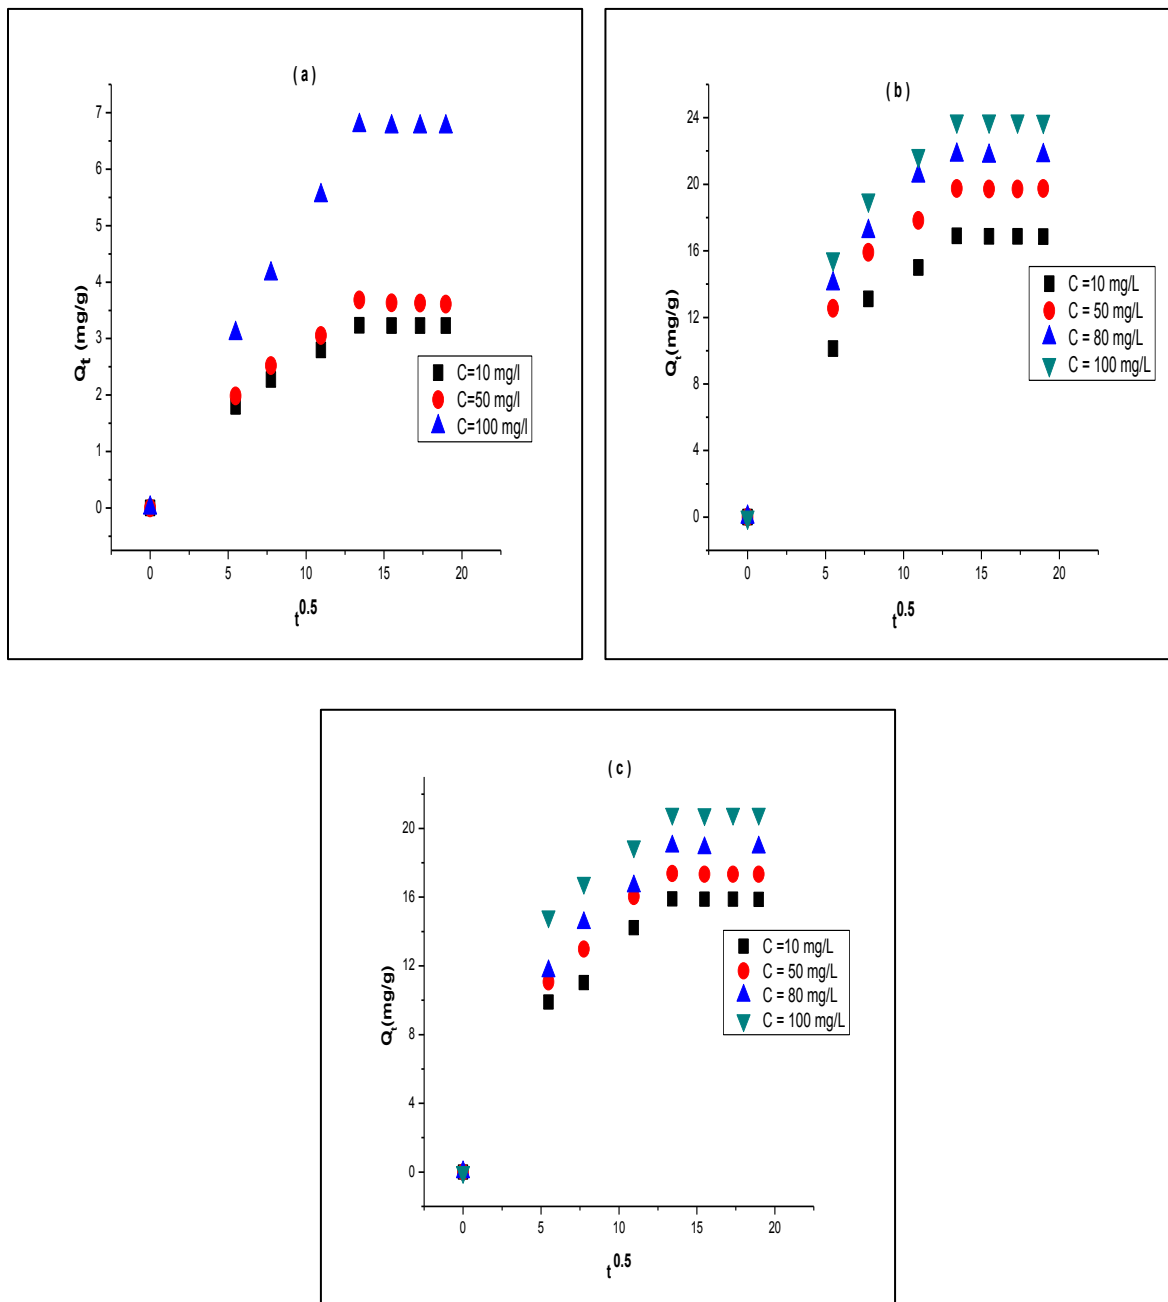 ( a )
7
6
5
4
3
2
1
0
Qt (mg/g)
C=10 mg/l
C=50 mg/l
C=100 mg/l
0 5 10 15 20
t0.5
( b )
24
20
16
12
8
4
0
Qt(mg/g)
C =10 mg/L
C = 50 mg/L
C = 80 mg/L
C = 100 mg/L
0 5 10 15 20
t0.5
( c )
20
16
12
8
4
0
Qt(mg/g)
C =10 mg/L
C = 50 mg/L
C = 80 mg/L
C = 100 mg/L
0 5 10 15 20
t0.5